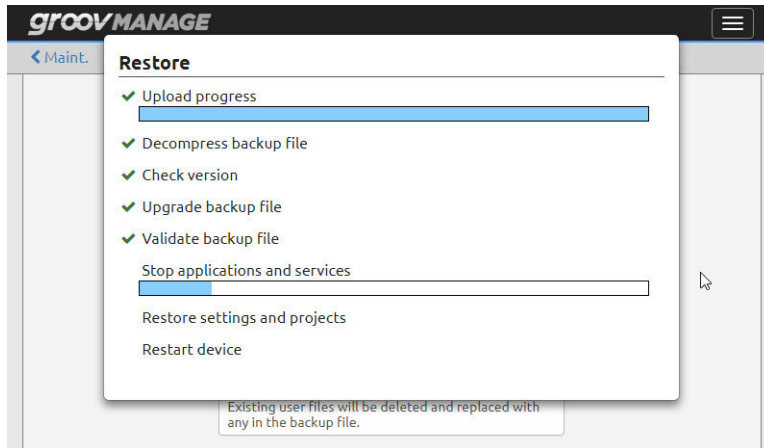 groovMANAGE
Maint.
Restore
Upload progress
Decompress backup file
Check version
Upgrade backup file
Validate backup file
Stop applications and services
Restore settings and projects
Restart device
Existing user files will be deleted and replaced with
any in the backup file.